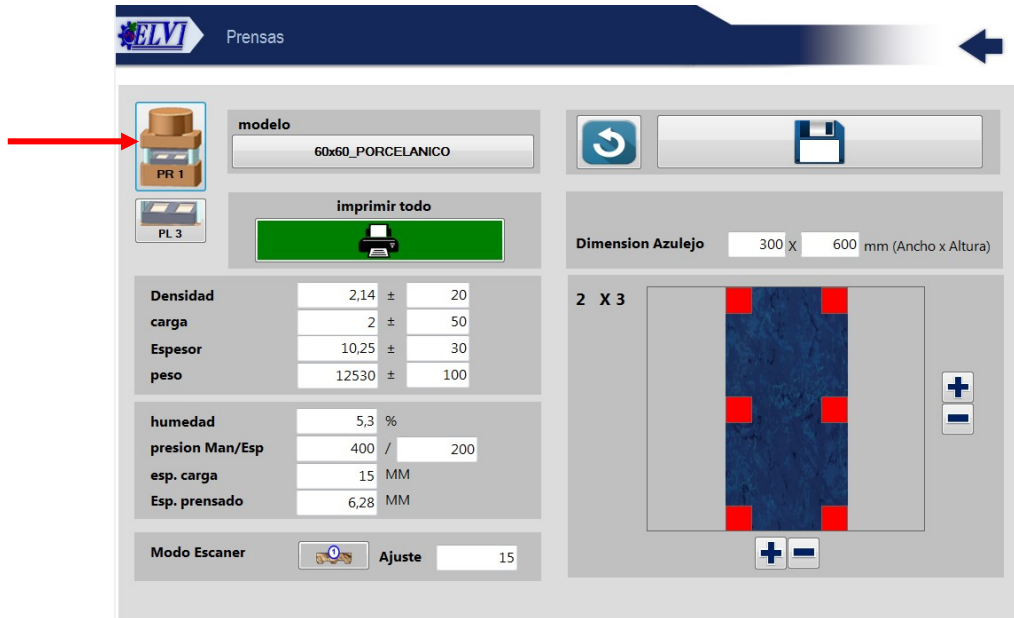 ELVI
Prensas
PR 1
modelo
60x60_PORCELANICO
PL 3
imprimir todo
Dimension Azulejo 300 X 600 mm (Ancho x Altura)
Densidad 2,14 ± 20
carga 2 ± 50
Espesor 10,25 ± 30
peso 12530 ± 100
humedad 5,3 %
presion Man/Esp 400 / 200
esp. carga 15 MM
Esp. prensado 6,28 MM
Modo Escaner 1 Ajuste 15
2 X 3